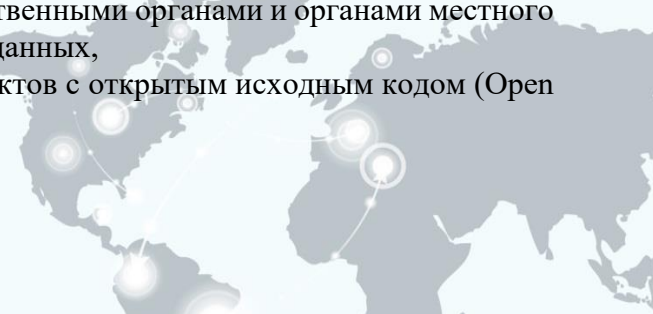 твенными органами и органами местного
данных,
ктов с открытым исходным кодом (Open